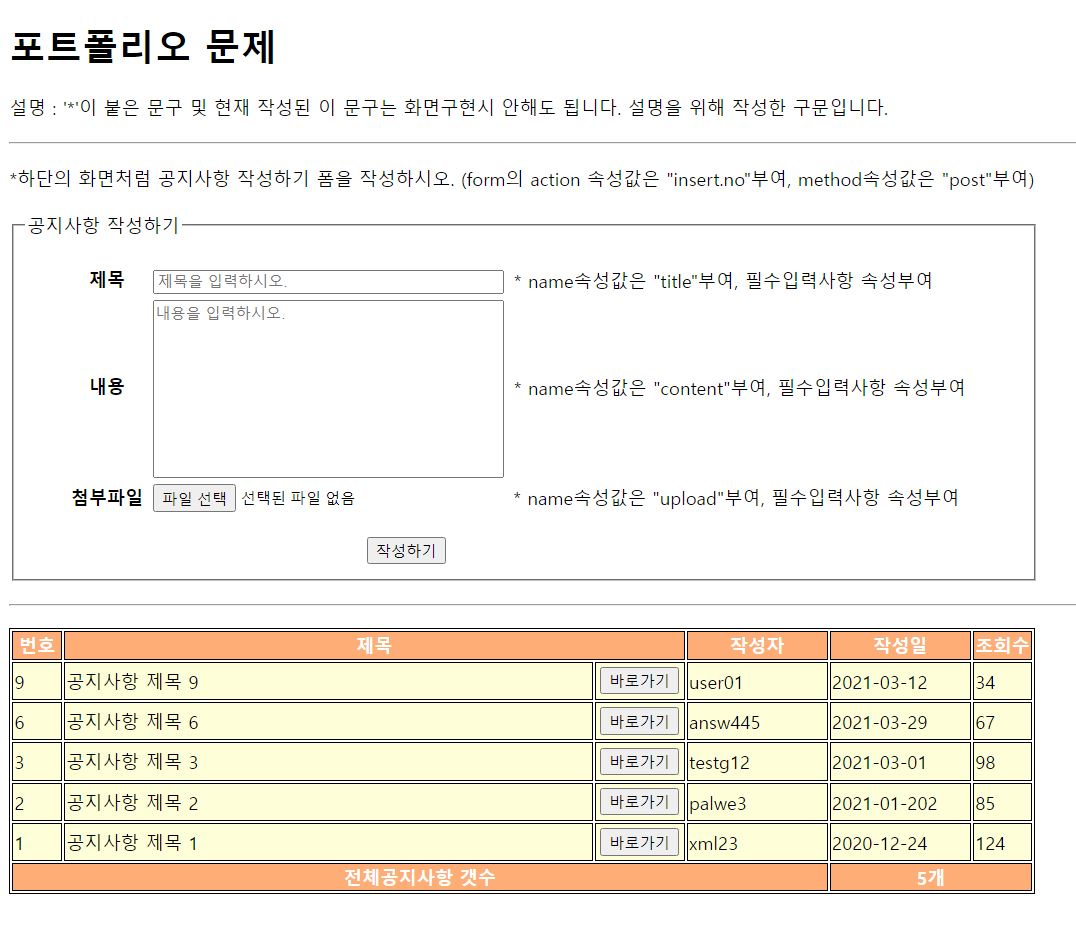 포트폴리오 문제
설명 : '*'이 붙은 문구 및 현재 작성된 이 문구는 화면구현시 안해도 됩니다. 설명을 위해 작성한 구문입니다.
*하단의 화면처럼 공지사항 작성하기 폼을 작성하시오. (form의 action 속성값은 "insert.no"부여, method속성값은 "post"부여)
공지사항 작성하기
제목 제목을 입력하시오. * name속성값은 "title"부여, 필수입력사항 속성부여
내용을 입력하시오.
내용 * name속성값은 "content"부여, 필수입력사항 속성부여
첨부파일 파일 선택 선택된 파일 없음 * name속성값은 "upload"부여, 필수입력사항 속성부여
작성하기
번호 제목 작성자 작성일 조회수
9 공지사항 제목 9 바로가기 user01 2021-03-12 34
6 공지사항 제목 6 바로가기 answ445 2021-03-29 67
3 공지사항 제목 3 바로가기 testg12 2021-03-01 98
2 공지사항 제목 2 바로가기 palwe3 2021-01-202 85
1 공지사항 제목 1 바로가기 xml23 2020-12-24 124
전체공지사항 갯수 5개